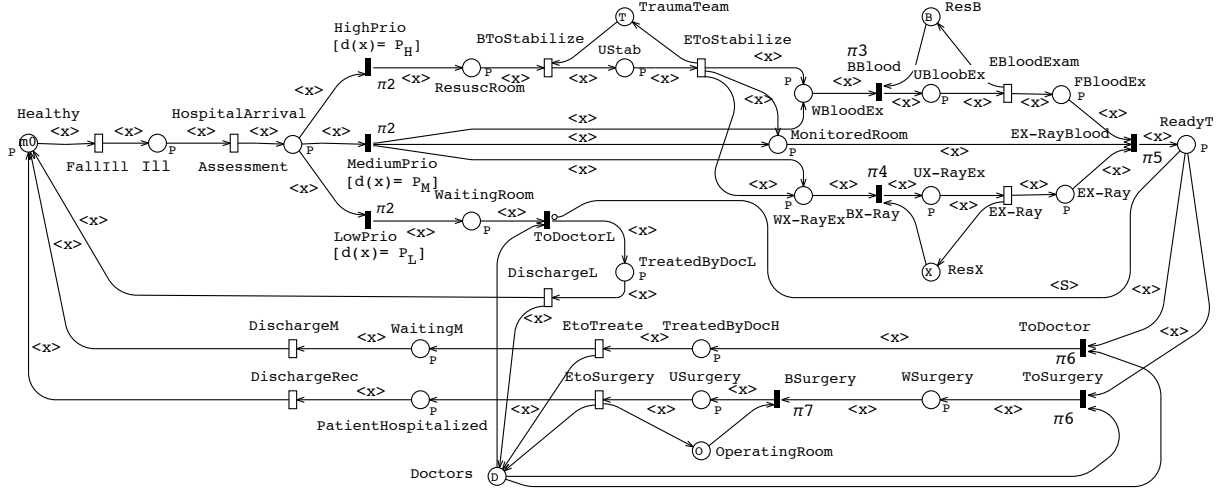 TraumaTeam
T
ResB
B
HighPrio
[d(x)= P_H]
BToStabilize
UStab
EToStabilize
<x>
π3
BBlood
<x>
UBloobEx
EBloodExam
<x>
FBloodEx
P
π2
<x>
ResuscRoom
P
<x>
<x>
P
<x>
P
WBloodEx
<x>
P
<x>
P
<x>
<x>
<x>
Healthy
<x>
<x>
HospitalArrival
<x>
<x>
<x>
π2
<x>
<x>
MonitoredRoom
P
EX-RayBlood
<x>
ReadyT
P
m0
P
FallIll
Ill
P
Assessment
P
MediumPrio
[d(x)= P_M]
<x>
<x>
π5
<x>
π2
WaitingRoom
<x>
<x>
P
<x>
WX-RayEx
π4
<x>
BX-Ray
UX-RayEx
P
<x>
<x>
EX-Ray
P
EX-Ray
<x>
LowPrio
[d(x)= P_L]
<x>
P
ToDoctorL
<x>
<x>
<x>
TreatedByDocL
P
X
ResX
DischargeL
<x>
<x>
<S>
<x>
<x>
DischargeM
<x>
WaitingM
P
EtoTreate
<x>
<x>
TreatedByDocH
P
<x>
ToDoctor
π6
<x>
DischargeRec
<x>
PatientHospitalized
P
<x>
EtoSurgery
<x>
USurgery
P
<x>
BSurgery
π7
<x>
WSurgery
P
<x>
ToSurgery
π6
O
OperatingRoom
Doctors
D